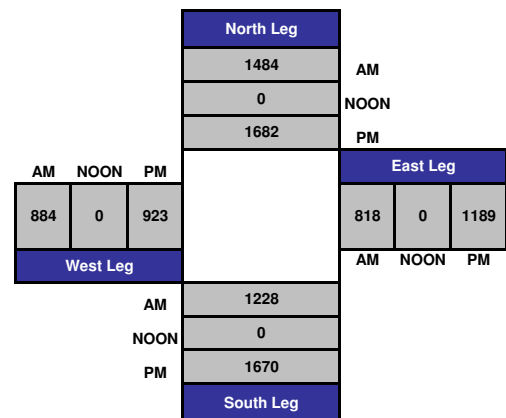 North Leg
1484 AM
0 NOON
1682 PM
AM NOON PM
East Leg
884 0 923
818 0 1189
West Leg
AM NOON PM
AM 1228
NOON 0
PM 1670
South Leg